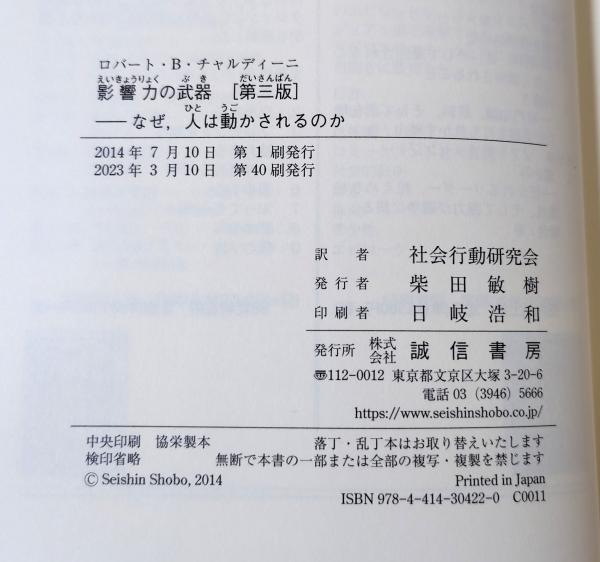 ロバート・B・チャルディーニ
えいきょうりょく ぶき だいさんぱん
影響力の武器 [第三版]
ひと うご
――なぜ,人は動かされるのか
2014年7月10日 第1刷発行
2023年3月10日 第40刷発行
訳者 社会行動研究会
発行者 柴田敏樹
印刷者 日岐浩和
発行所 株式会社 誠信書房
〠112-0012 東京都文京区大塚3-20-6
電話03(3946)5666
https://www.seishinshobo.co.jp/
中央印刷 協栄製本 落丁・乱丁本はお取り替えいたします
検印省略 無断で本書の一部または全部の複写・複製を禁じます
© Seishin Shobo, 2014 Printed in Japan
ISBN 978-4-414-30422-0 C0011